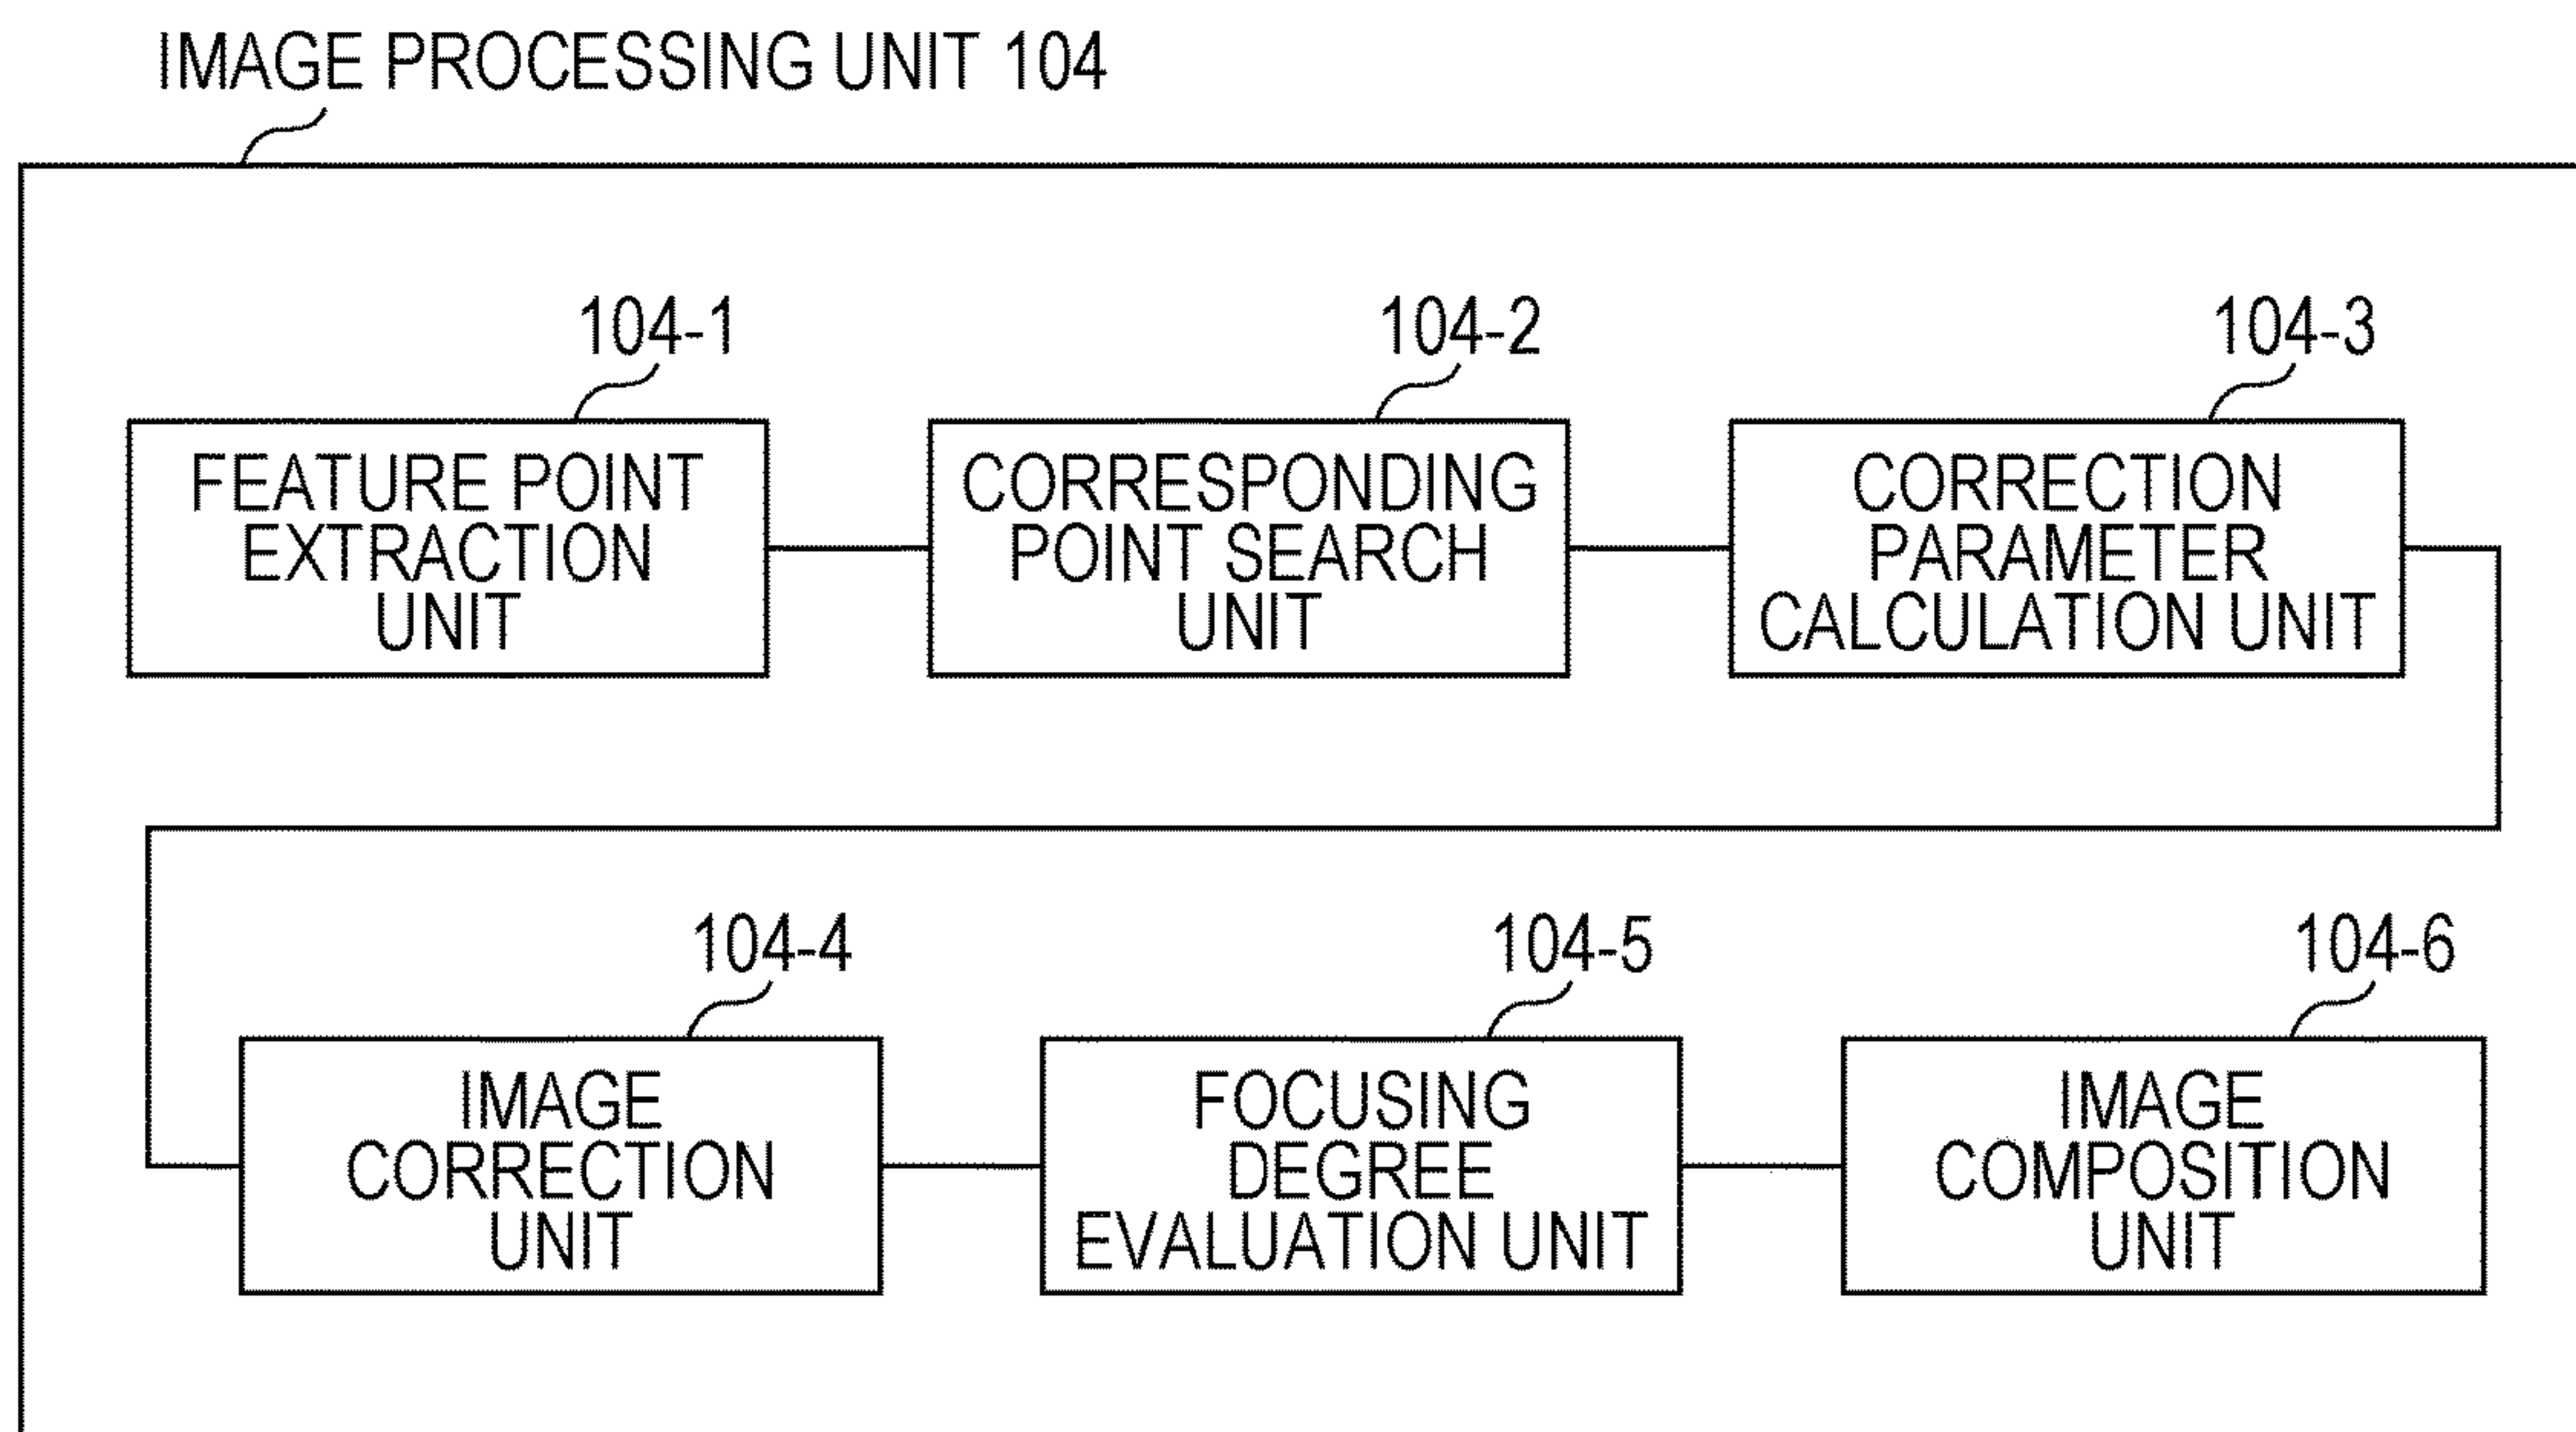 IMAGE PROCESSING UNIT 104
104-1
FEATURE POINT
EXTRACTION
UNIT
104-2
CORRESPONDING
POINT SEARCH
UNIT
104-3
CORRECTION
PARAMETER
CALCULATION UNIT
104-4
IMAGE
CORRECTION
UNIT
104-5
FOCUSING
DEGREE
EVALUATION UNIT
104-6
IMAGE
COMPOSITION
UNIT